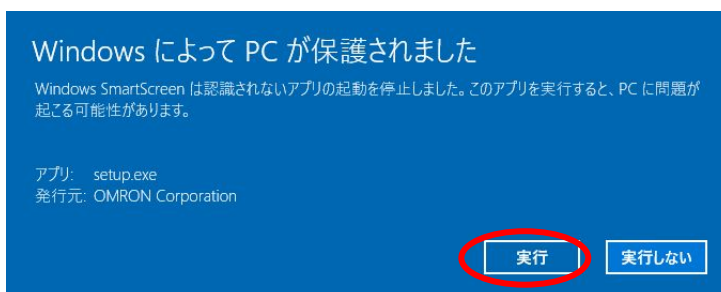 Windows によって PC が保護されました
Windows SmartScreen は認識されないアプリの起動を停止しました。このアプリを実行すると、PC に問題が
起こる可能性があります。
アプリ: setup.exe
発行元: OMRON Corporation
実行 実行しない